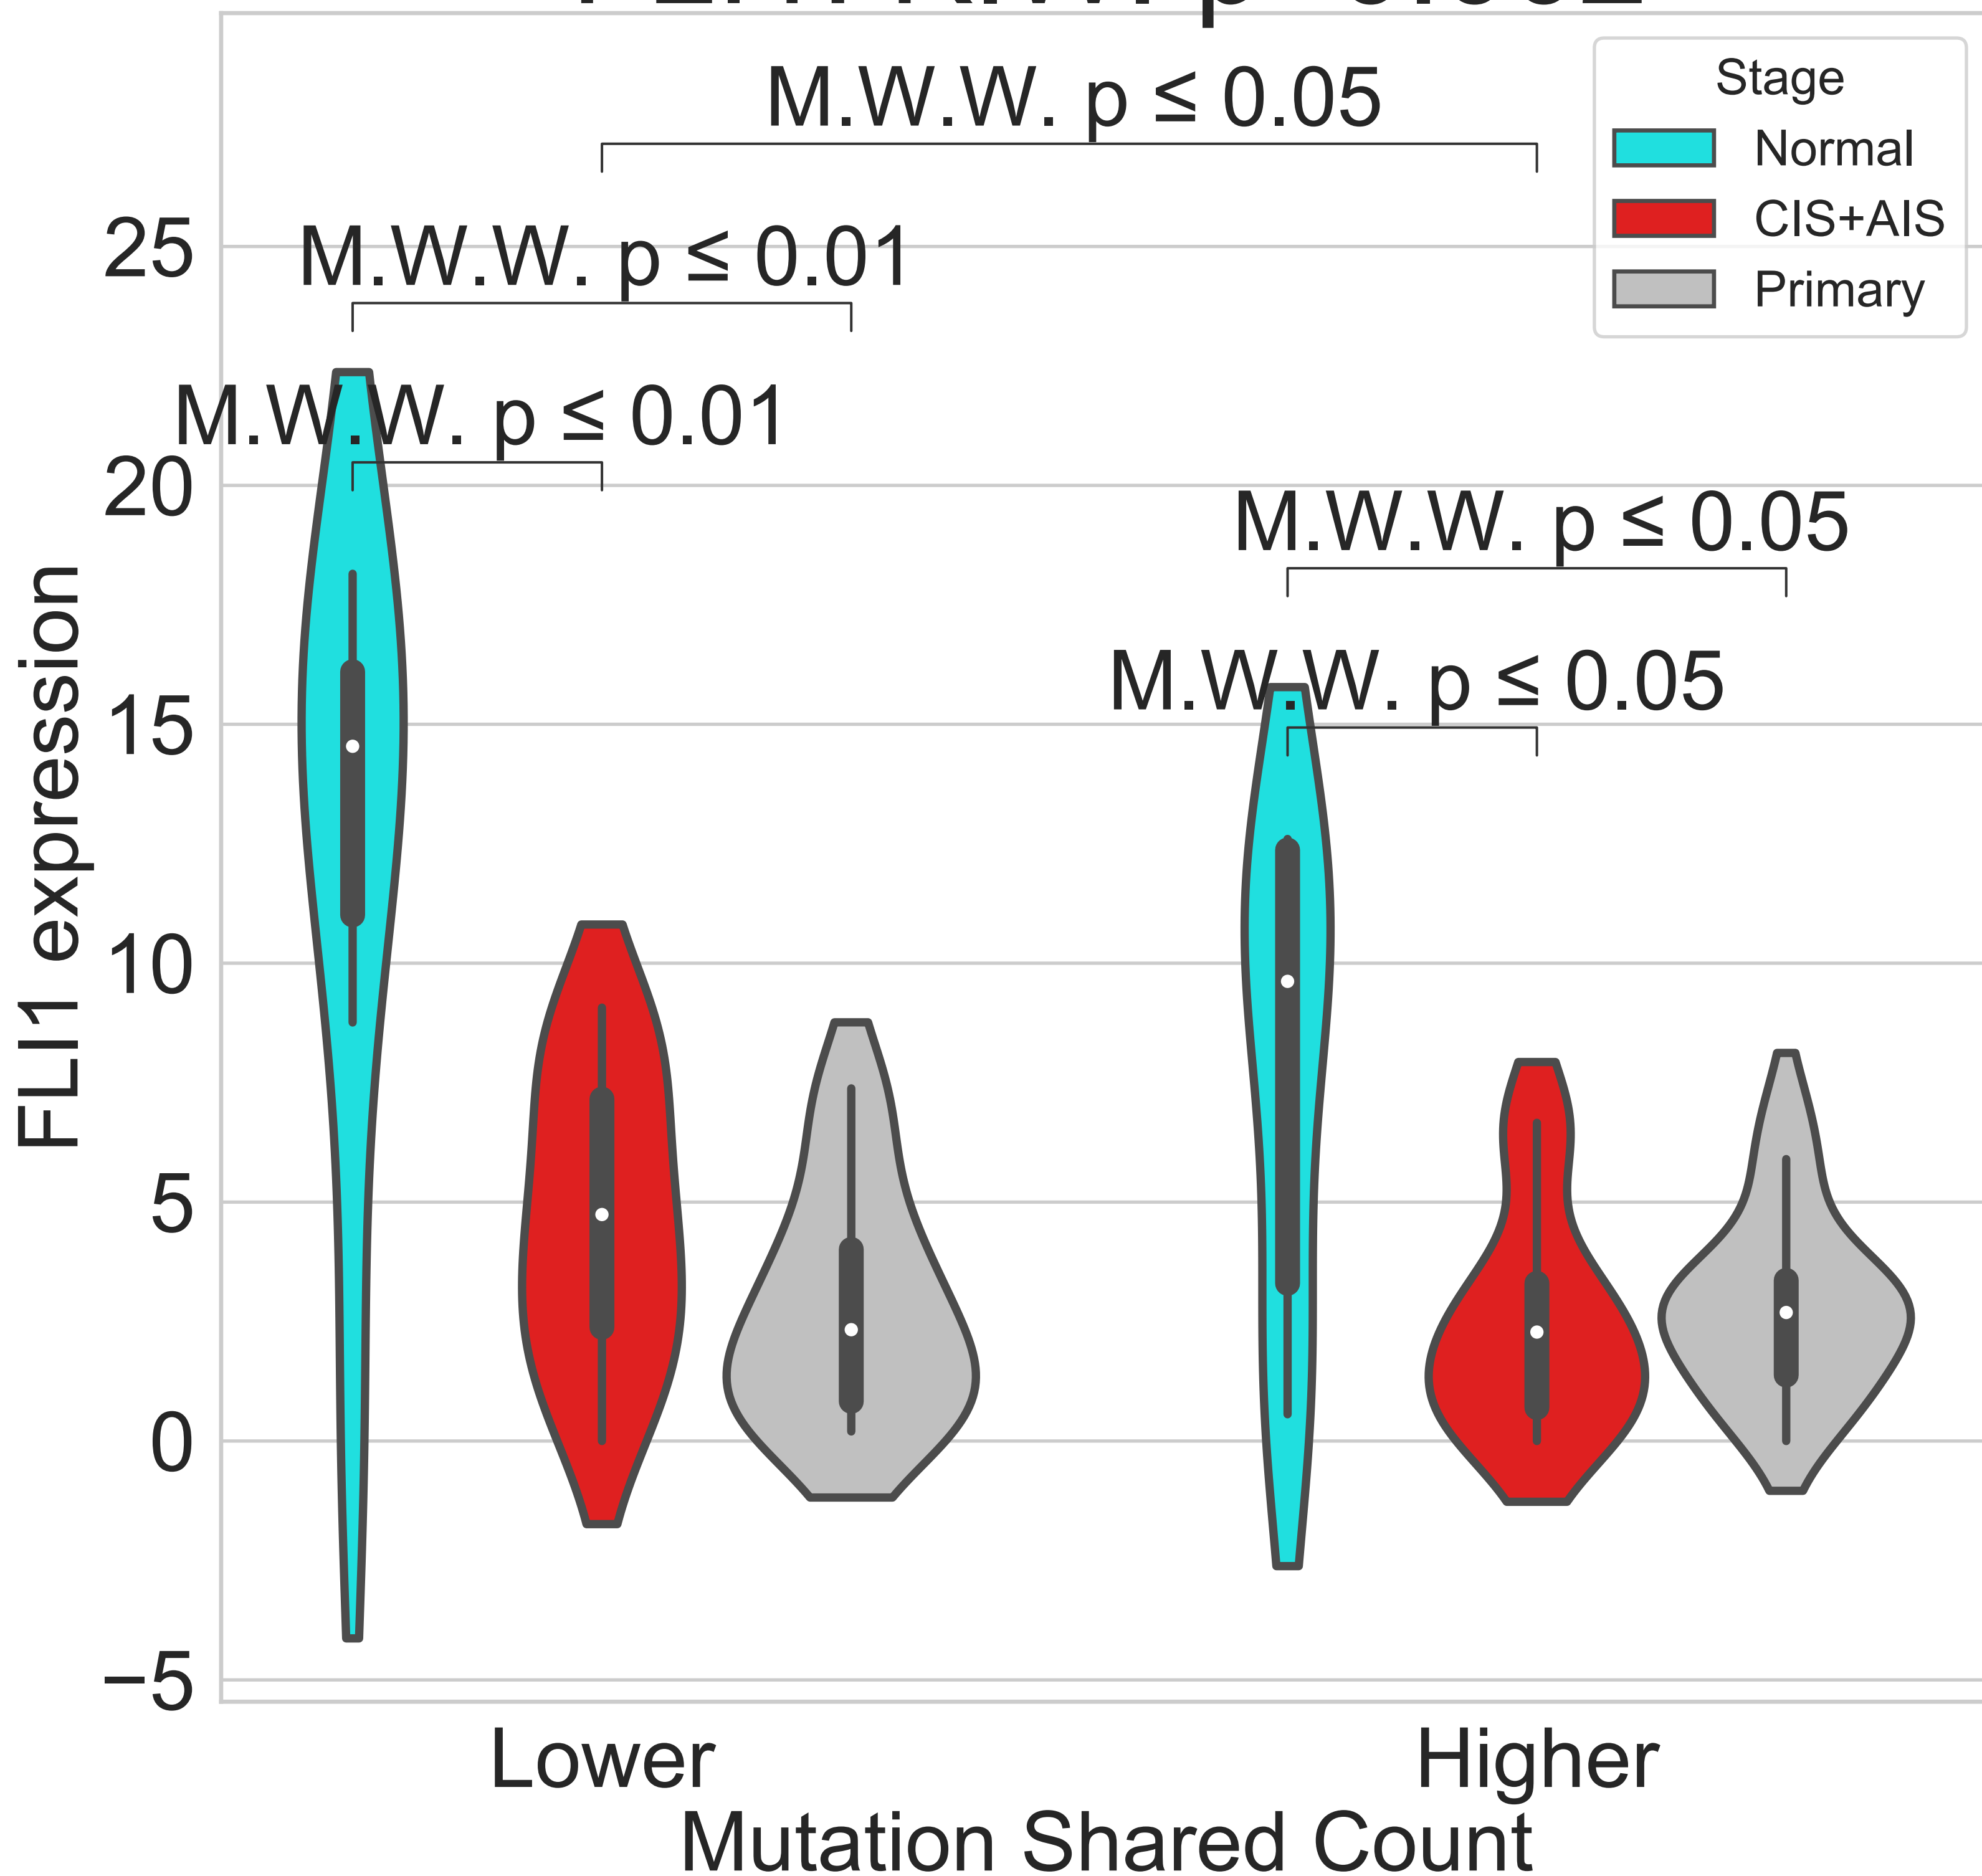 M.W.W. p ≤ 0.05
Stage
Normal
CIS+AIS
Primary
M.W.W. p ≤ 0.01
M.W.W. p ≤ 0.01
M.W.W. p ≤ 0.05
M.W.W. p ≤ 0.05
25
20
15
10
5
0
−5
FLI1 expression
Lower
Higher
Mutation Shared Count